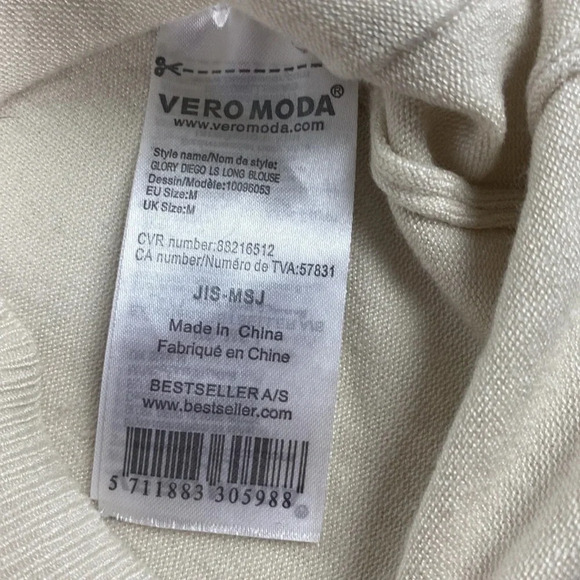 VERO MODA®
www.veromoda.com
Style name/Nom de style:
GLORY DIEGO LS LONG BLOUSE
Dessin/Modèle:10096053
EU Size:M
UK Size:M
CVR number:88216512
CA number/Numéro de TVA:57831
JIS-MSJ
Made in China
Fabriqué en Chine
BESTSELLER A/S
www.bestseller.com
5 711883 305988